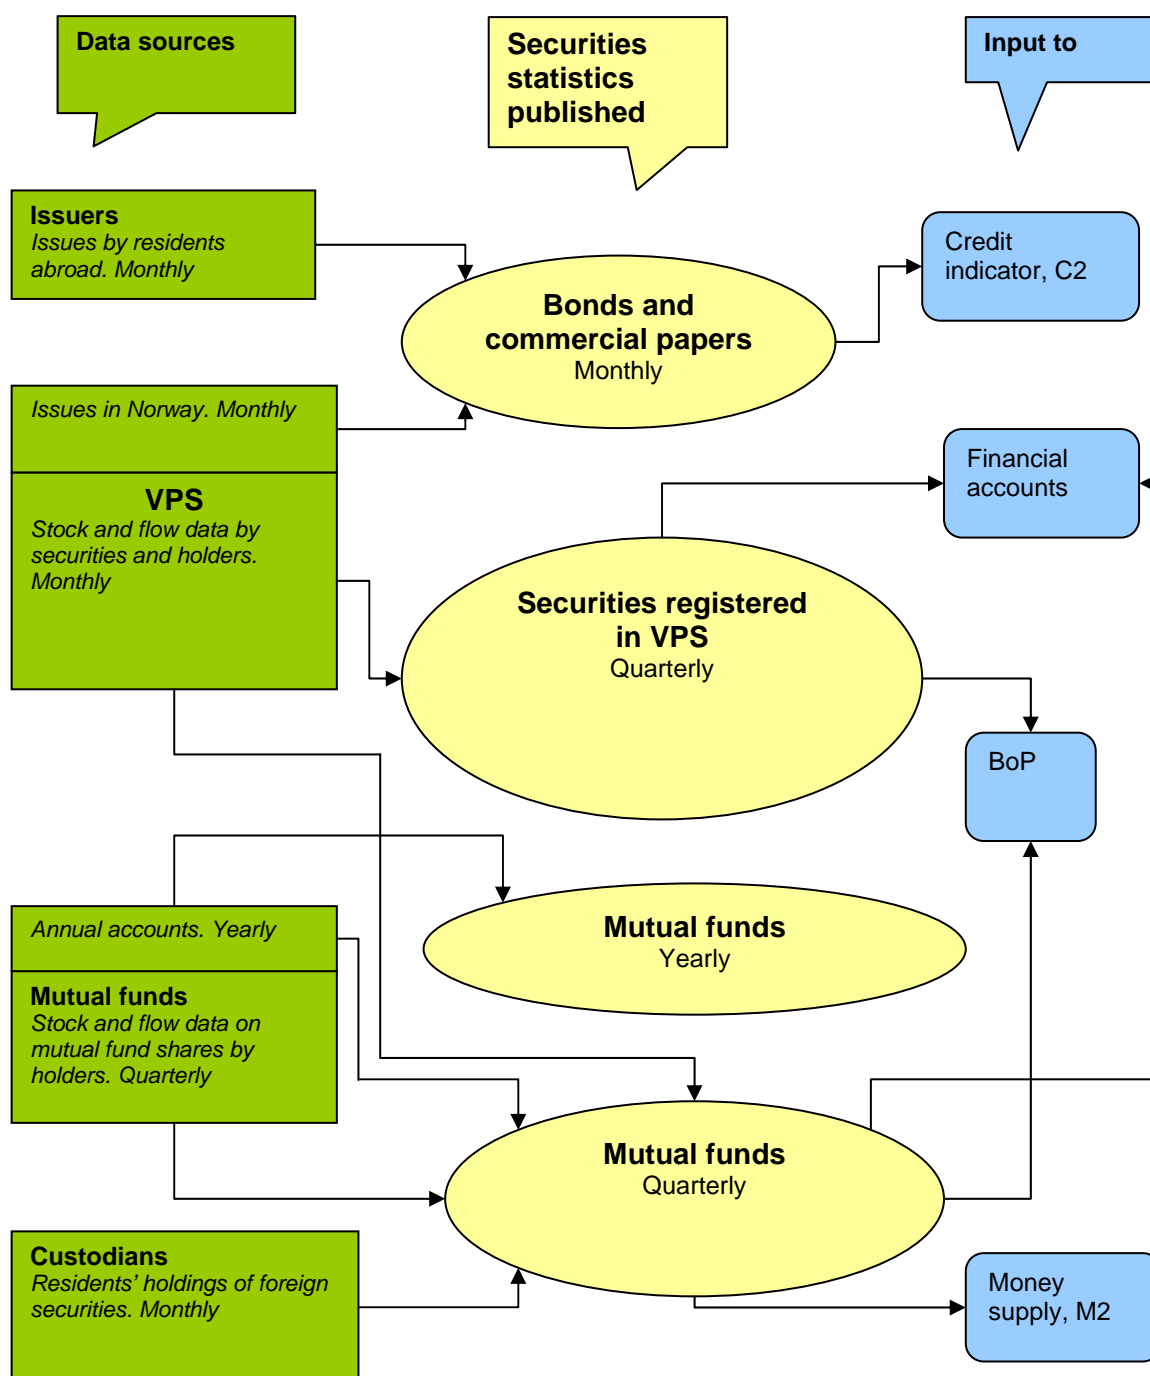 Data sources
Securities
statistics
published
Input to
Issuers
Issues by residents
abroad. Monthly
Credit
indicator, C2
Bonds and
commercial papers
Monthly
Issues in Norway. Monthly
VPS
Stock and flow data by
securities and holders.
Monthly
Financial
accounts
Securities registered
in VPS
Quarterly
BoP
Mutual funds
Yearly
Annual accounts. Yearly
Mutual funds
Stock and flow data on
mutual fund shares by
holders. Quarterly
Mutual funds
Quarterly
Custodians
Residents’ holdings of foreign
securities. Monthly
Money
supply, M2